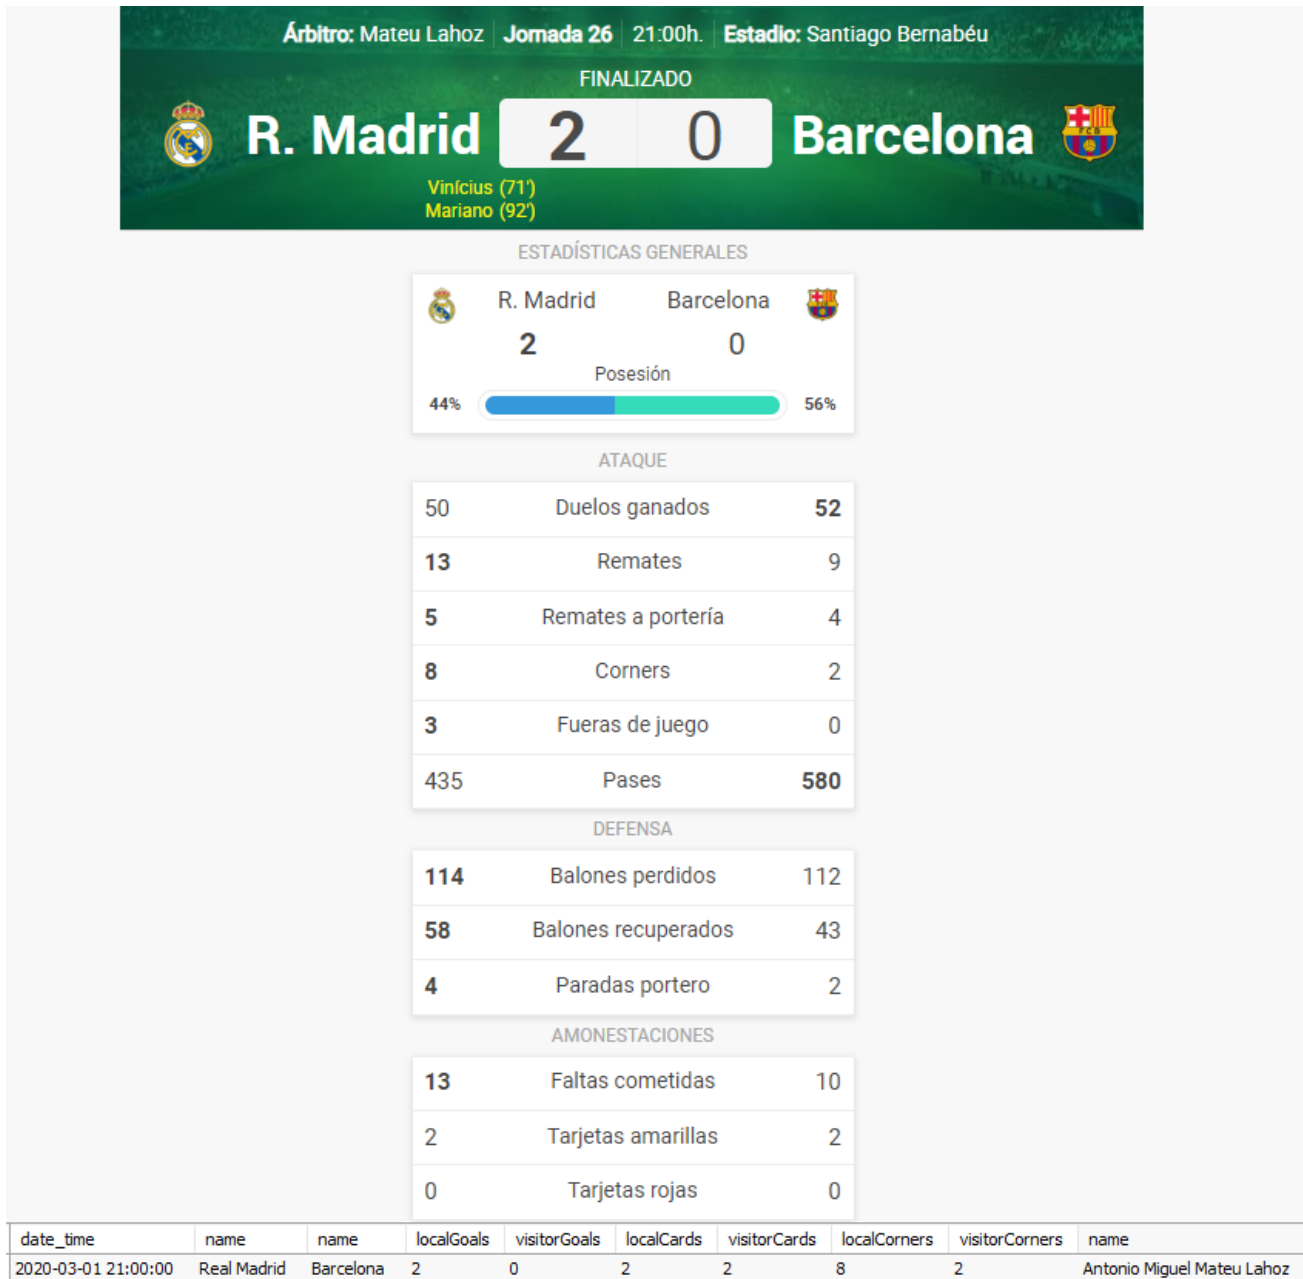 Árbitro: Mateu Lahoz Jornada 26 21:00h. Estadio: Santiago Bernabéu
FINALIZADO
R. Madrid 2 0 Barcelona
FCB
Vinícius (71')
Mariano (92')
ESTADÍSTICAS GENERALES
R. Madrid Barcelona
2 0
Posesión
44% 56%
ATAQUE
50 Duelos ganados 52
13 Remates 9
5 Remates a portería 4
8 Corners 2
3 Fueras de juego 0
435 Pases 580
DEFENSA
114 Balones perdidos 112
58 Balones recuperados 43
4 Paradas portero 2
AMONESTACIONES
13 Faltas cometidas 10
2 Tarjetas amarillas 2
0 Tarjetas rojas 0
date_time name name localGoals visitorGoals localCards visitorCards localCorners visitorCorners name
2020-03-01 21:00:00 Real Madrid Barcelona 2 0 2 2 8 2 Antonio Miguel Mateu Lahoz